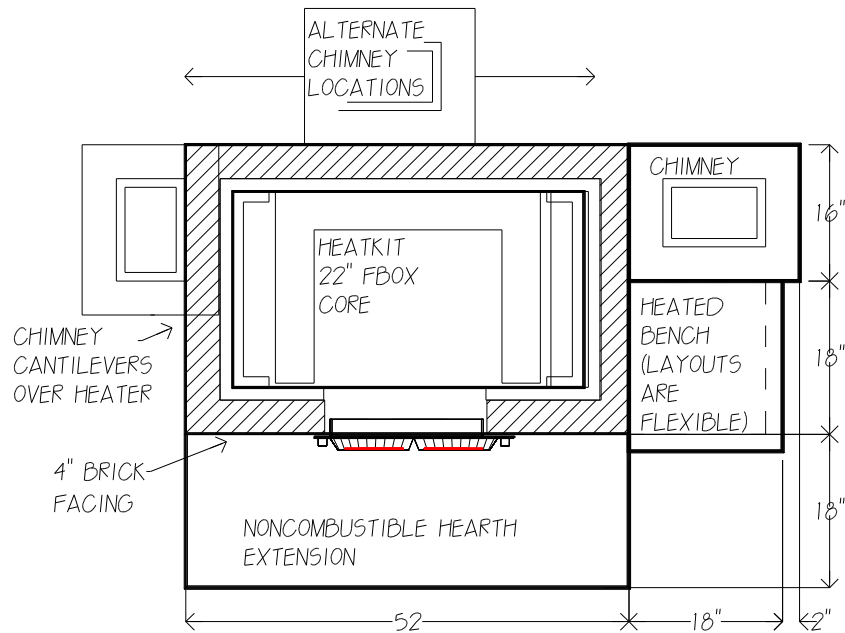 ALTERNATE
CHIMNEY
LOCATIONS
CHIMNEY
16"
HEATKIT
22" FBOX
CORE
CHIMNEY
CANTILEVERS
OVER HEATER
HEATED
BENCH
(LAYOUTS
ARE
FLEXIBLE)
18"
4" BRICK
FACING
NONCOMBUSTIBLE HEARTH
EXTENSION
18"
52
18"
2"